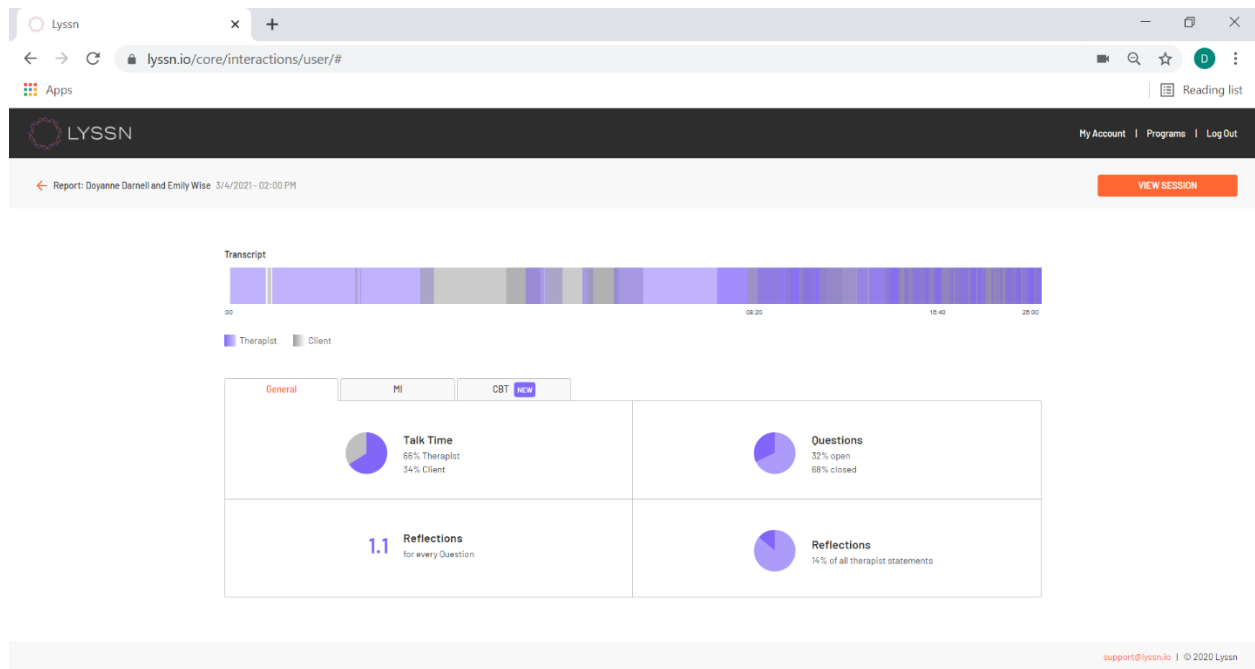 Lyssn
lyssn.io/core/interactions/user/#
D
Apps
Reading list
LYSSN
My Account | Programs | Log Out
Report: Doyanne Darnell and Emily Wise 3/4/2021 - 02:00 PM
VIEW SESSION
Transcript
:00 08:20 16:40 25:00
Therapist Client
General MI CBT NEW
Talk Time
66% Therapist
34% Client
Questions
32% open
68% closed
1.1 Reflections
for every Question
Reflections
14% of all therapist statements
support@lyssn.io | © 2020 Lyssn